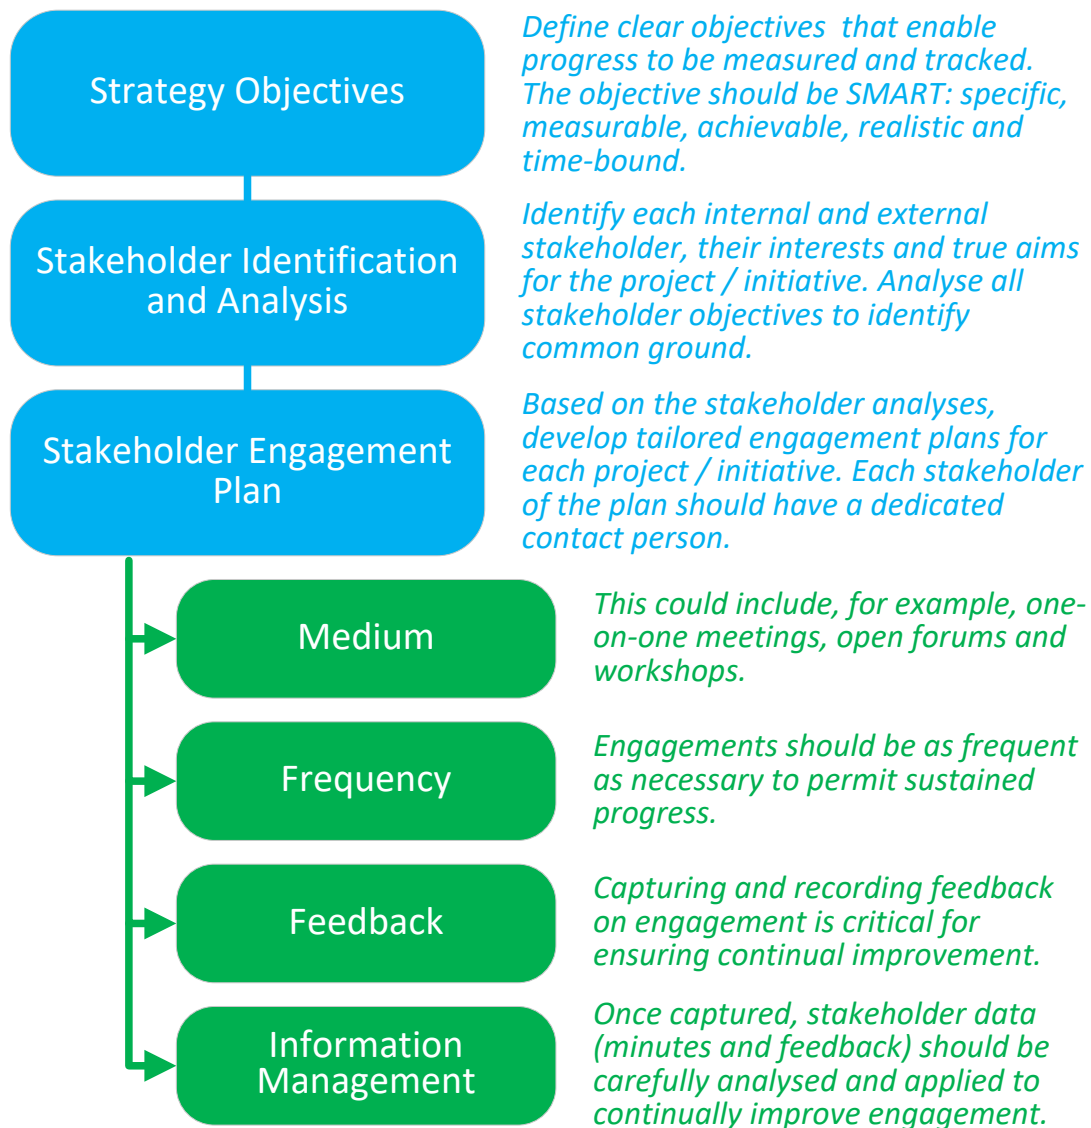 Strategy Objectives
Define clear objectives  that enable
progress to be measured and tracked.
The objective should be SMART: specific,
measurable, achievable, realistic and
time-bound.
Stakeholder Identification
and Analysis
Identify each internal and external
stakeholder, their interests and true aims
for the project / initiative. Analyse all
stakeholder objectives to identify
common ground.
Stakeholder Engagement
Plan
Based on the stakeholder analyses,
develop tailored engagement plans for
each project / initiative. Each stakeholder
of the plan should have a dedicated
contact person.
Medium
This could include, for example, one-
on-one meetings, open forums and
workshops.
Frequency
Engagements should be as frequent
as necessary to permit sustained
progress.
Feedback
Capturing and recording feedback
on engagement is critical for
ensuring continual improvement.
Information
Management
Once captured, stakeholder data
(minutes and feedback) should be
carefully analysed and applied to
continually improve engagement.